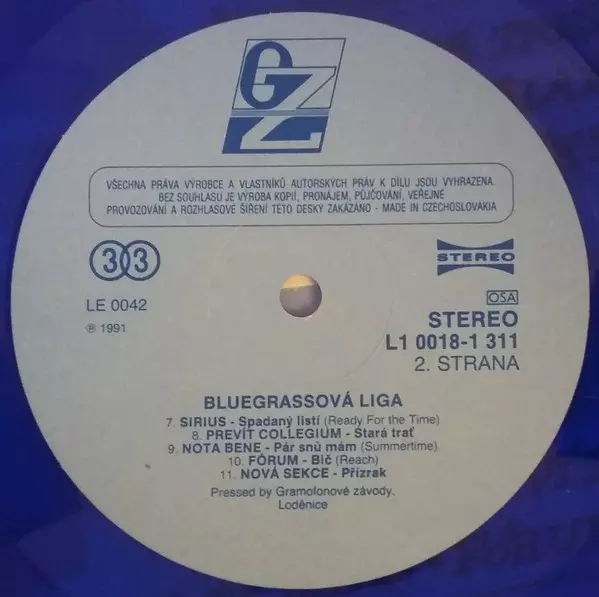 GZ
VŠECHNA PRÁVA VÝROBCE A VLASTNÍKŮ AUTORSKÝCH PRÁV K DÍLU JSOU VYHRAZENA.
BEZ SOUHLASU JE VÝROBA KOPIÍ, PRONÁJEM, PŮJČOVÁNÍ, VEŘEJNÉ
PROVOZOVÁNÍ A ROZHLASOVÉ ŠÍŘENÍ TÉTO DESKY ZAKÁZÁNO - MADE IN CZECHOSLOVAKIA
33
STEREO
LE 0042
℗ 1991
OSA
STEREO
L1 0018-1 311
2. STRANA
BLUEGRASSOVÁ LIGA
7. SIRIUS - Spadaný listí (Ready For the Time)
8. PREVÍT COLLEGIUM - Stará trať
9. NOTA BENE - Pár snů mám (Summertime)
10. FÓRUM - Bič (Reach)
11. NOVÁ SEKCE - Přízrak
Pressed by Gramofonové závody.
Loděnice